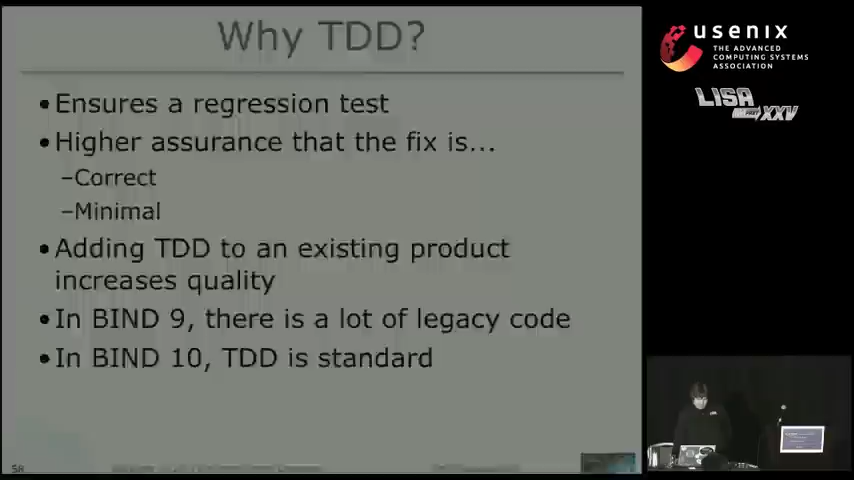 Why TDD?
•Ensures a regression test
•Higher assurance that the fix is...
–Correct
–Minimal
•Adding TDD to an existing product
increases quality
•In BIND 9, there is a lot of legacy code
•In BIND 10, TDD is standard
58
usenix
THE ADVANCED
COMPUTING SYSTEMS
ASSOCIATION
LISA
XXV